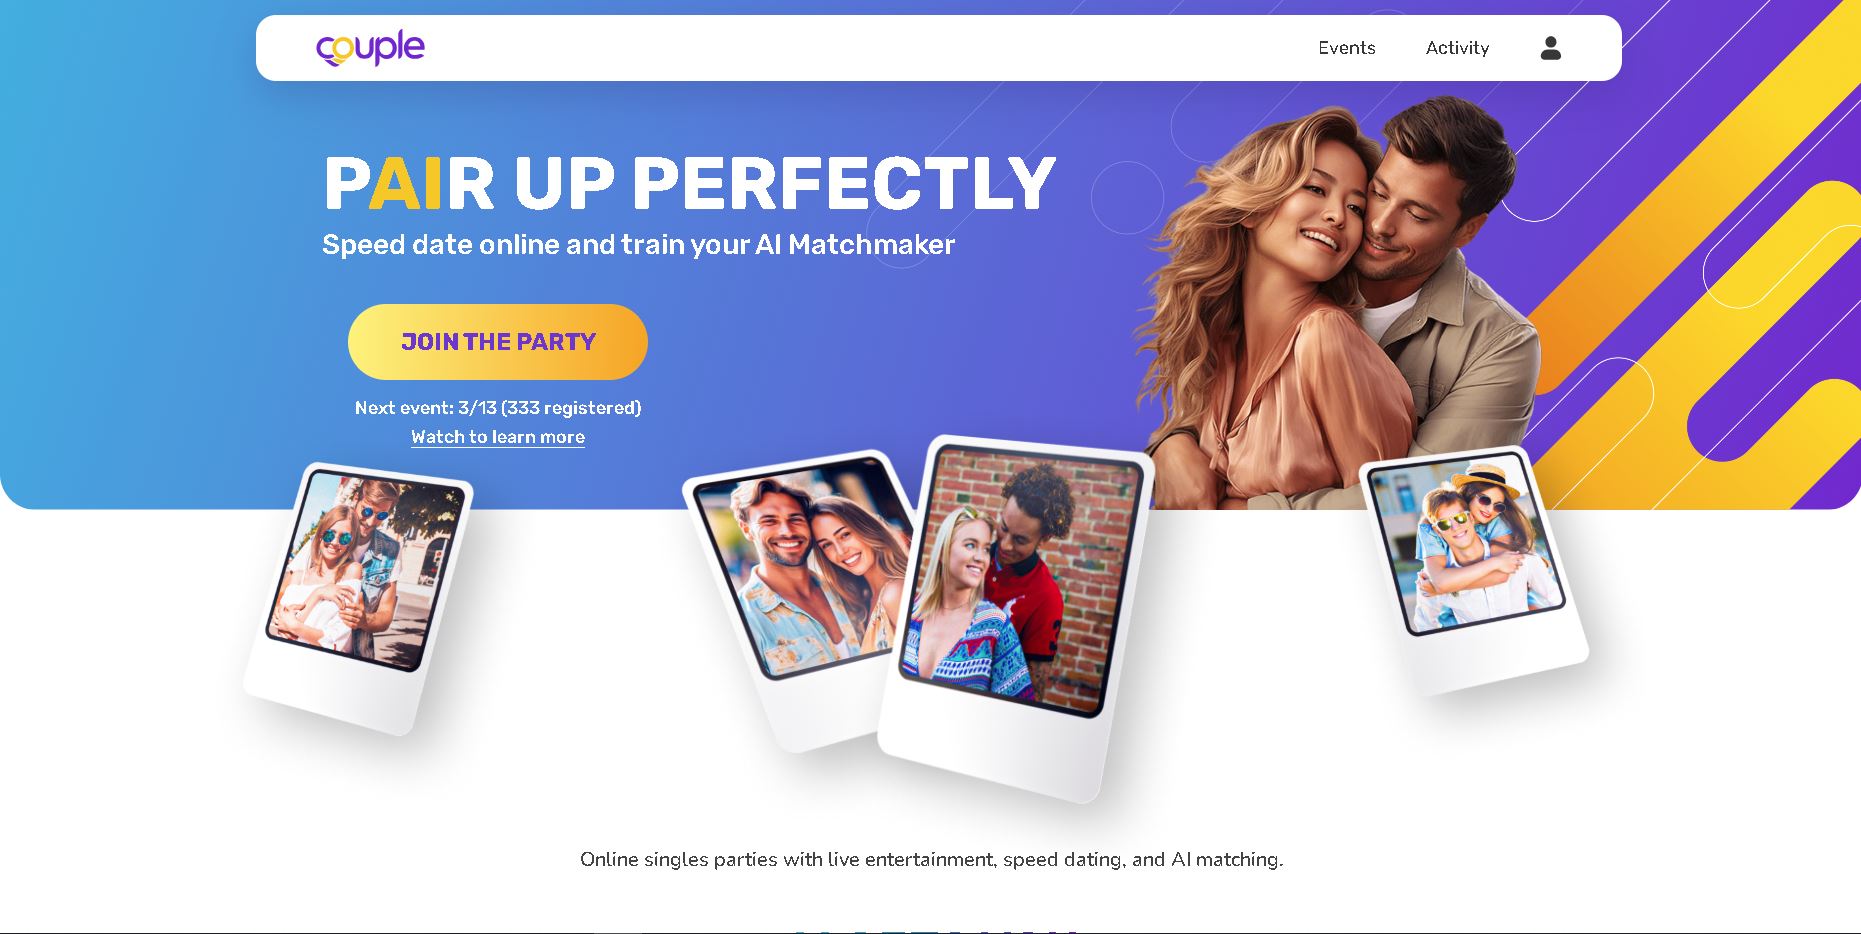 couple
Events
Activity
PAIR UP PERFECTLY
Speed date online and train your AI Matchmaker
JOIN THE PARTY
Next event: 3/13 (333 registered)
Watch to learn more
Online singles parties with live entertainment, speed dating, and AI matching.